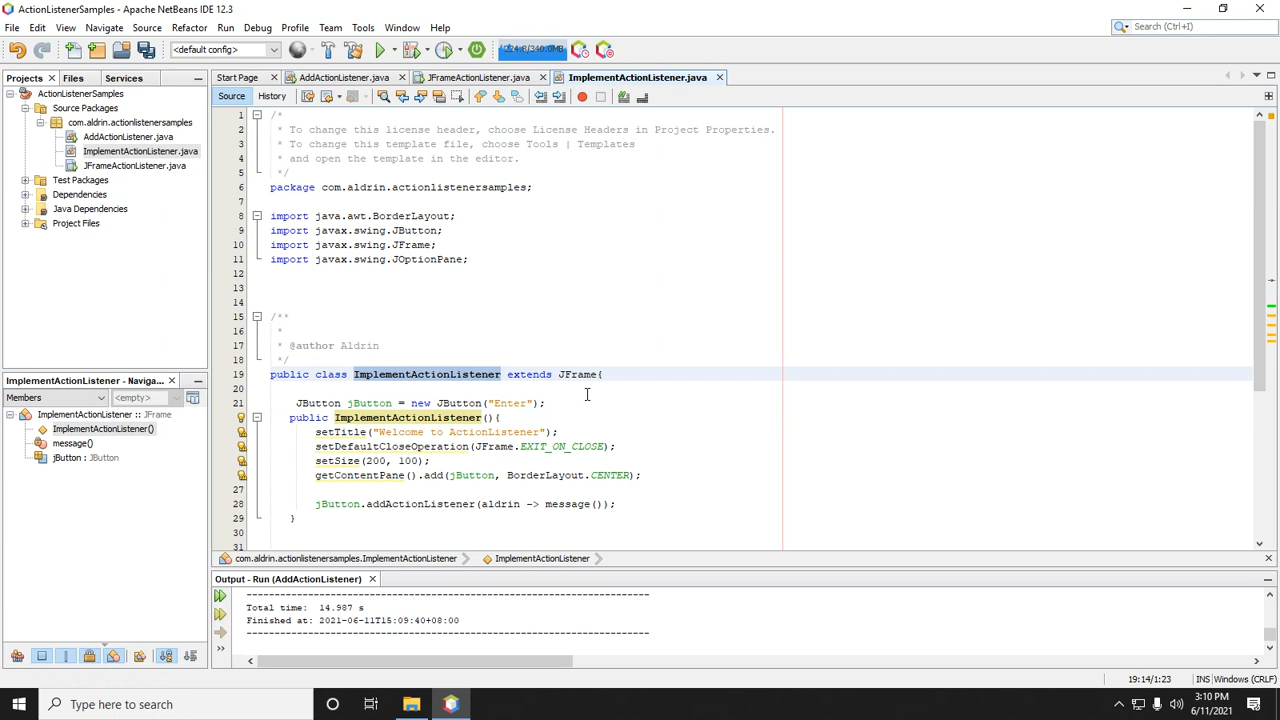 ActionListenerSamples - Apache NetBeans IDE 12.3
File Edit View Navigate Source Refactor Run Debug Profile Team Tools Window Help
Search (Ctrl+I)
<default config>
224.8/340.0MB
Projects Files Services
Start Page AddActionListener.java JFrameActionListener.java ImplementActionListener.java
Source History
ActionListenerSamples
Source Packages
com.aldrin.actionlistenersamples
AddActionListener.java
ImplementActionListener.java
JFrameActionListener.java
Test Packages
Dependencies
Java Dependencies
Project Files
1 /*
2 * To change this license header, choose License Headers in Project Properties.
3 * To change this template file, choose Tools | Templates
4 * and open the template in the editor.
5 */
6 package com.aldrin.actionlistenersamples;
7
8 import java.awt.BorderLayout;
9 import javax.swing.JButton;
10 import javax.swing.JFrame;
11 import javax.swing.JOptionPane;
12
13
14
15 /**
16 *
17 * @author Aldrin
18 */
19 public class ImplementActionListener extends JFrame{
20
21 JButton jButton = new JButton("Enter");
public ImplementActionListener(){
setTitle("Welcome to ActionListener");
setDefaultCloseOperation(JFrame.EXIT_ON_CLOSE);
setSize(200, 100);
getContentPane().add(jButton, BorderLayout.CENTER);
27
28 jButton.addActionListener(aldrin -> message());
29 }
30
31
ImplementActionListener - Naviga...
Members <empty>
ImplementActionListener :: JFrame
ImplementActionListener()
message()
jButton : JButton
com.aldrin.actionlistenersamples.ImplementActionListener ImplementActionListener
Output - Run (AddActionListener)
------------------------------------------------------------------------
Total time: 14.987 s
Finished at: 2021-06-11T15:09:40+08:00
------------------------------------------------------------------------
19:14/1:23 INS Windows (CRLF)
Type here to search
3:10 PM
6/11/2021